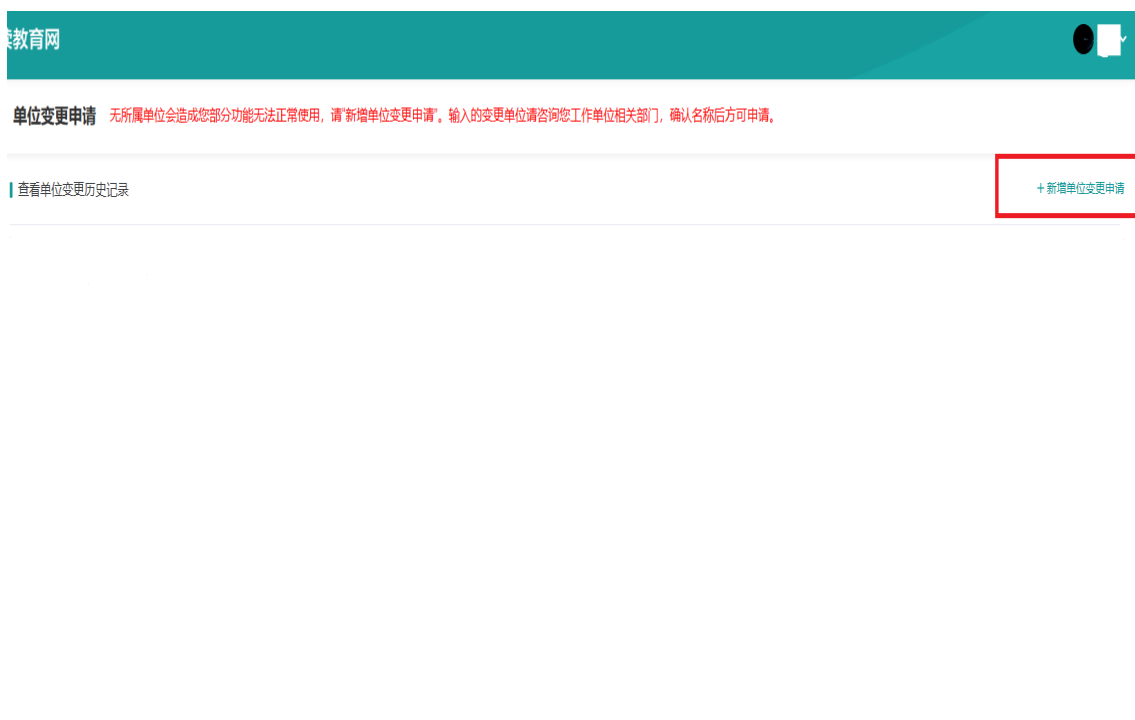 教育网
单位变更申请 无所属单位会造成您部分功能无法正常使用，请“新增单位变更申请”。输入的变更单位请咨询您工作单位相关部门，确认名称后方可申请。
查看单位变更历史记录
+ 新增单位变更申请